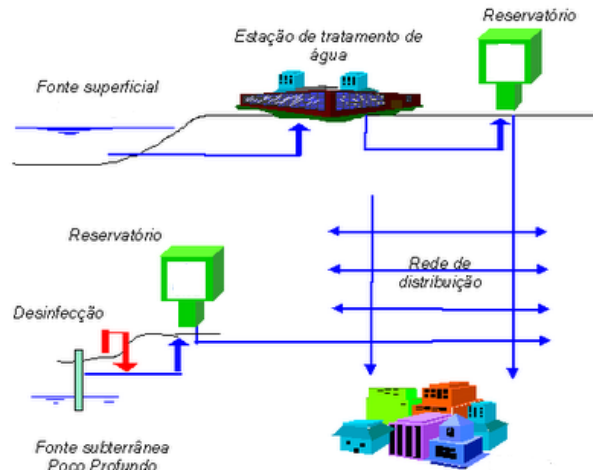 Reservatório
Estação de tratamento de
água
Fonte superficial
Reservatório
Rede de
distribuição
Desinfecção
Fonte subterrânea
Poço Profundo